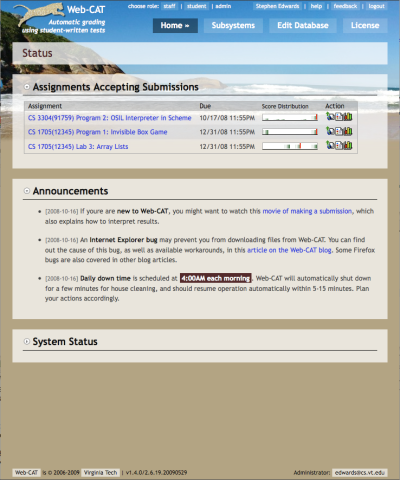 Web-CAT
Automatic grading
using student-written tests
choose role: staff | student | admin
Stephen Edwards | help | feedback | logout
Home »
Subsystems
Edit Database
License
Status
Assignments Accepting Submissions
Assignment Due Score Distribution Action
CS 3304(91759) Program 2: OSIL Interpreter in Scheme 10/17/08 11:55PM
CS 1705(12345) Program 1: Invisible Box Game 12/31/08 11:55PM
CS 1705(12345) Lab 3: Array Lists 12/31/08 11:55PM
Announcements
[2008-10-16] If youre are new to Web-CAT, you might want to watch this movie of making a submission, which
also explains how to interpret results.
[2008-10-16] An Internet Explorer bug may prevent you from downloading files from Web-CAT. You can find
out the cause of this bug, as well as available workarounds, in this article on the Web-CAT blog. Some Firefox
bugs are also covered in other blog articles.
[2008-10-16] Daily down time is scheduled at 4:00AM each morning. Web-CAT will automatically shut down
for a few minutes for house cleaning, and should resume operation automatically within 5-15 minutes. Plan
your actions accordingly.
System Status
Web-CAT is © 2006-2009 Virginia Tech | v1.4.0/2.6.19.20090529
Administrator: edwards@cs.vt.edu